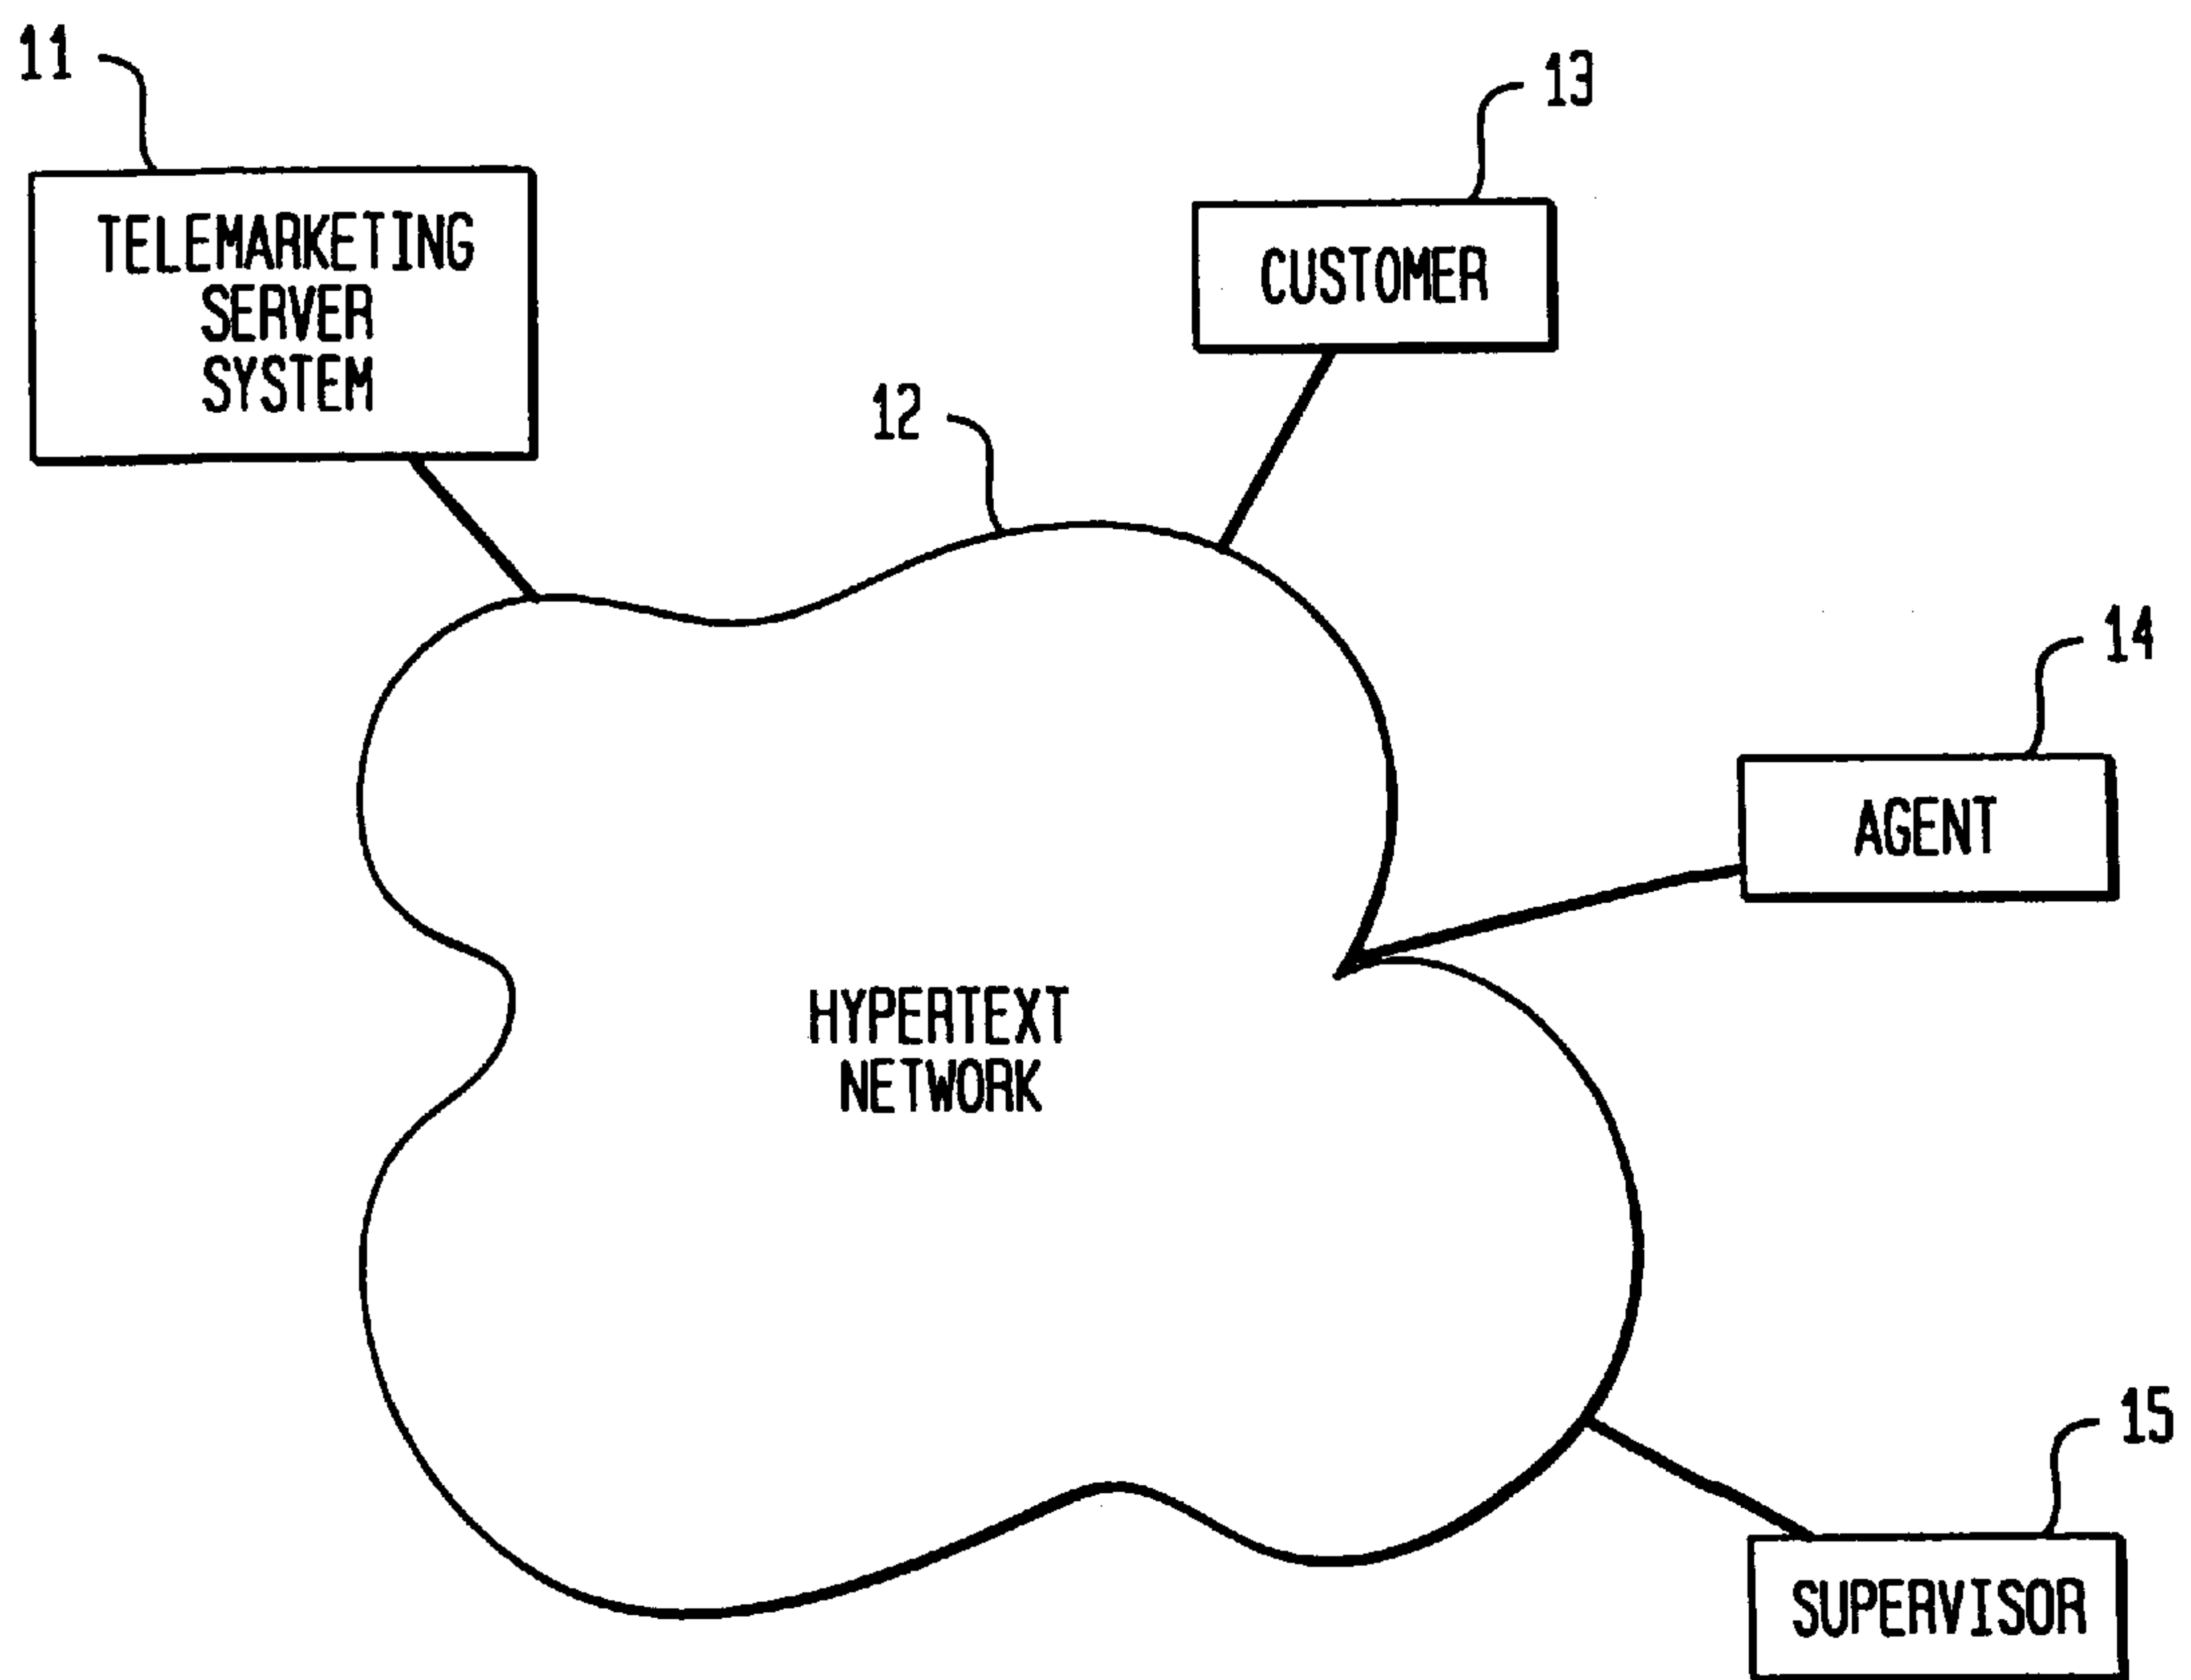 11
TELEMARKETING
SERVER
SYSTEM
13
CUSTOMER
12
14
AGENT
HYPERTEXT
NETWORK
15
SUPERVISOR